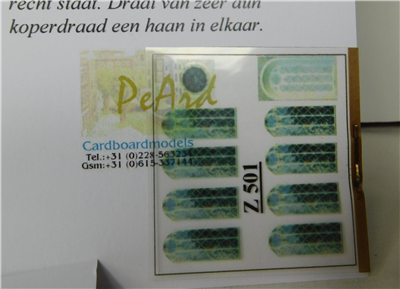 recht staat. Draai van zeer dun
koperdraad een haan in elkaar.
PeArd
Cardboardmodels
Z 501